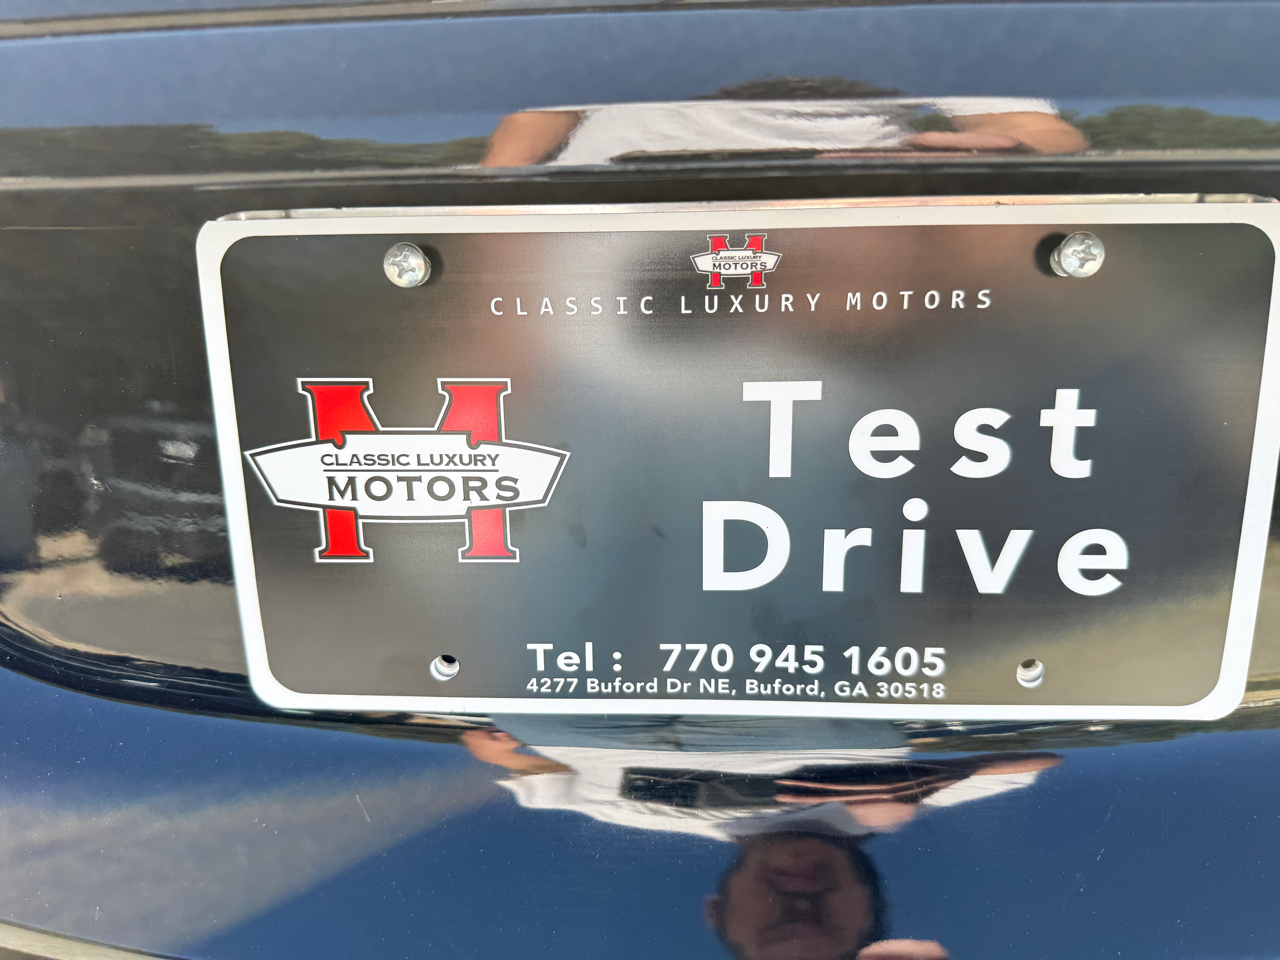 CLASSIC LUXURY
MOTORS
CLASSIC LUXURY MOTORS
CLASSIC LUXURY
MOTORS
Test
Drive
Tel : 770 945 1605
4277 Buford Dr NE, Buford, GA 30518